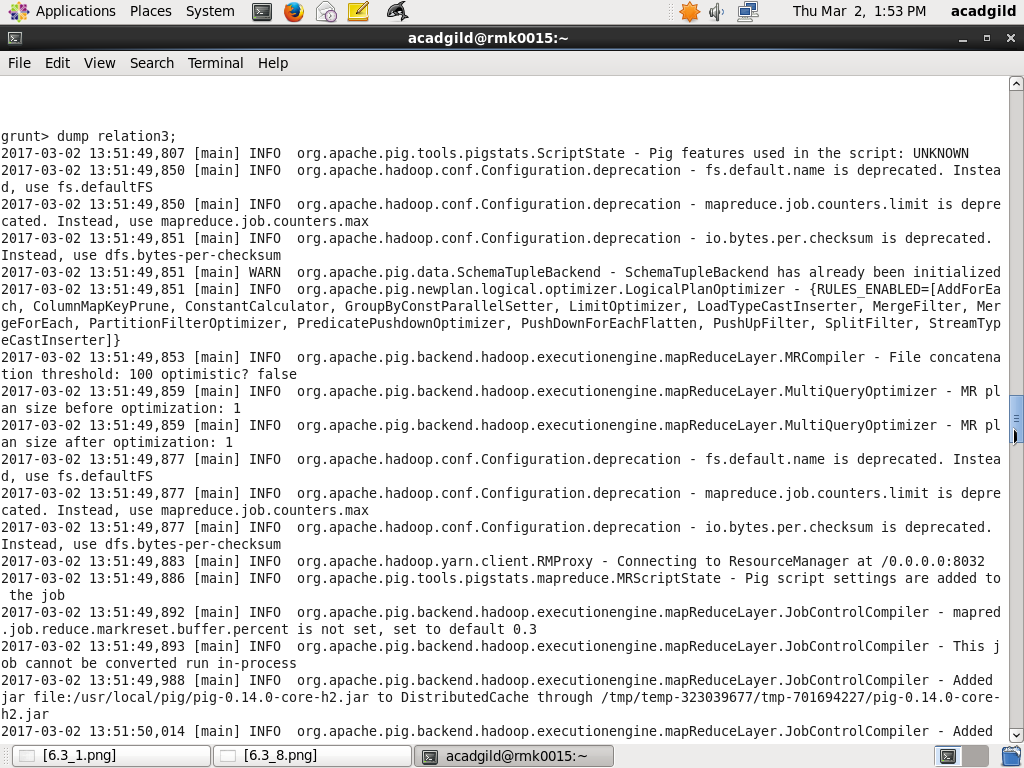 Applications Places System Thu Mar 2, 1:53 PM acadgild
acadgild@rmk0015:~
File Edit View Search Terminal Help
grunt> dump relation3;
2017-03-02 13:51:49,807 [main] INFO  org.apache.pig.tools.pigstats.ScriptState - Pig features used in the script: UNKNOWN
2017-03-02 13:51:49,850 [main] INFO  org.apache.hadoop.conf.Configuration.deprecation - fs.default.name is deprecated. Instea
d, use fs.defaultFS
2017-03-02 13:51:49,850 [main] INFO  org.apache.hadoop.conf.Configuration.deprecation - mapreduce.job.counters.limit is depre
cated. Instead, use mapreduce.job.counters.max
2017-03-02 13:51:49,851 [main] INFO  org.apache.hadoop.conf.Configuration.deprecation - io.bytes.per.checksum is deprecated.
Instead, use dfs.bytes-per-checksum
2017-03-02 13:51:49,851 [main] WARN  org.apache.pig.data.SchemaTupleBackend - SchemaTupleBackend has already been initialized
2017-03-02 13:51:49,851 [main] INFO  org.apache.pig.newplan.logical.optimizer.LogicalPlanOptimizer - {RULES_ENABLED=[AddForEa
ch, ColumnMapKeyPrune, ConstantCalculator, GroupByConstParallelSetter, LimitOptimizer, LoadTypeCastInserter, MergeFilter, Mer
geForEach, PartitionFilterOptimizer, PredicatePushdownOptimizer, PushDownForEachFlatten, PushUpFilter, SplitFilter, StreamTyp
eCastInserter]}
2017-03-02 13:51:49,853 [main] INFO  org.apache.pig.backend.hadoop.executionengine.mapReduceLayer.MRCompiler - File concatena
tion threshold: 100 optimistic? false
2017-03-02 13:51:49,859 [main] INFO  org.apache.pig.backend.hadoop.executionengine.mapReduceLayer.MultiQueryOptimizer - MR pl
an size before optimization: 1
2017-03-02 13:51:49,859 [main] INFO  org.apache.pig.backend.hadoop.executionengine.mapReduceLayer.MultiQueryOptimizer - MR pl
an size after optimization: 1
2017-03-02 13:51:49,877 [main] INFO  org.apache.hadoop.conf.Configuration.deprecation - fs.default.name is deprecated. Instea
d, use fs.defaultFS
2017-03-02 13:51:49,877 [main] INFO  org.apache.hadoop.conf.Configuration.deprecation - mapreduce.job.counters.limit is depre
cated. Instead, use mapreduce.job.counters.max
2017-03-02 13:51:49,877 [main] INFO  org.apache.hadoop.conf.Configuration.deprecation - io.bytes.per.checksum is deprecated.
Instead, use dfs.bytes-per-checksum
2017-03-02 13:51:49,883 [main] INFO  org.apache.hadoop.yarn.client.RMProxy - Connecting to ResourceManager at /0.0.0.0:8032
2017-03-02 13:51:49,886 [main] INFO  org.apache.pig.tools.pigstats.mapreduce.MRScriptState - Pig script settings are added to
 the job
2017-03-02 13:51:49,892 [main] INFO  org.apache.pig.backend.hadoop.executionengine.mapReduceLayer.JobControlCompiler - mapred
.job.reduce.markreset.buffer.percent is not set, set to default 0.3
2017-03-02 13:51:49,893 [main] INFO  org.apache.pig.backend.hadoop.executionengine.mapReduceLayer.JobControlCompiler - This j
ob cannot be converted run in-process
2017-03-02 13:51:49,988 [main] INFO  org.apache.pig.backend.hadoop.executionengine.mapReduceLayer.JobControlCompiler - Added
jar file:/usr/local/pig/pig-0.14.0-core-h2.jar to DistributedCache through /tmp/temp-323039677/tmp-701694227/pig-0.14.0-core-
h2.jar
2017-03-02 13:51:50,014 [main] INFO  org.apache.pig.backend.hadoop.executionengine.mapReduceLayer.JobControlCompiler - Added
[6.3_1.png] [6.3_8.png] acadgild@rmk0015:~